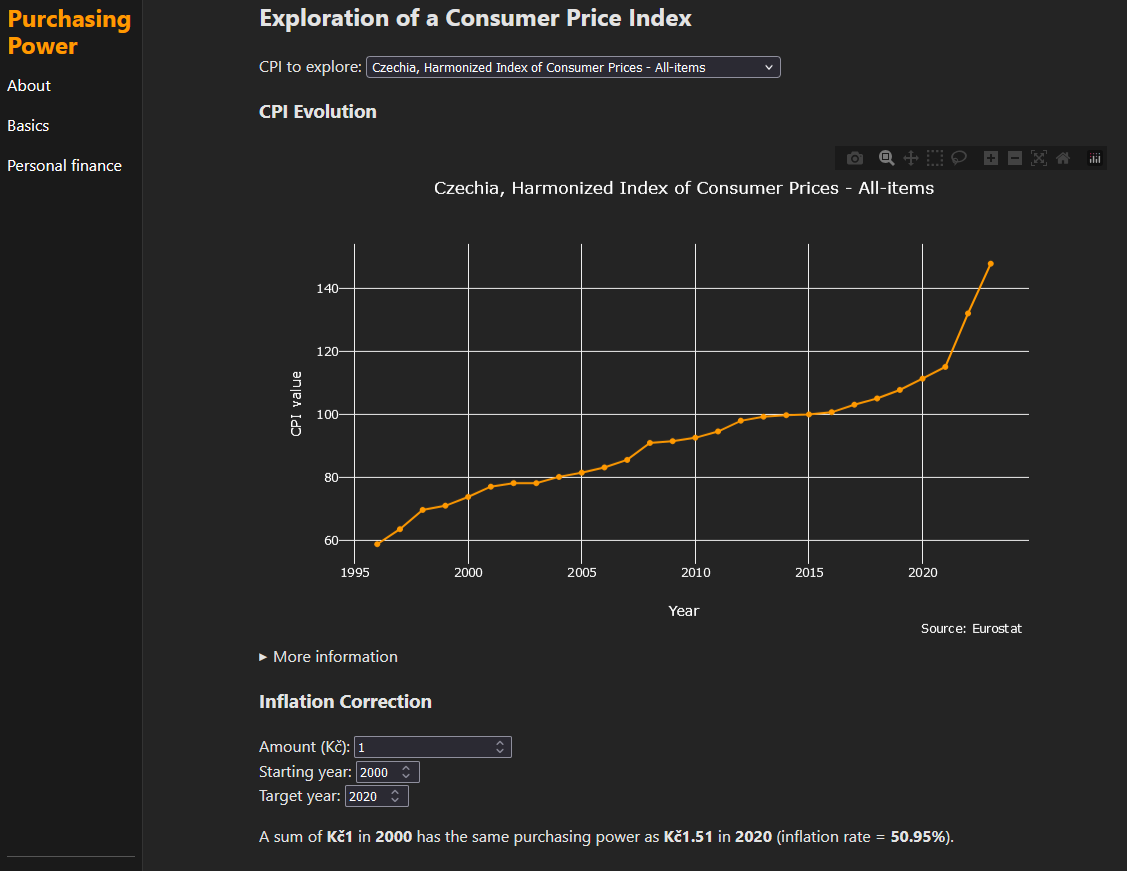 Purchasing
Power
About
Basics
Personal finance
Exploration of a Consumer Price Index
CPI to explore: Czechia, Harmonized Index of Consumer Prices - All-items
CPI Evolution
Czechia, Harmonized Index of Consumer Prices - All-items
140
120
100
80
60
CPI value
1995 2000 2005 2010 2015 2020
Year
Source: Eurostat
▸ More information
Inflation Correction
Amount (Kč): 1
Starting year: 2000
Target year: 2020
A sum of Kč1 in 2000 has the same purchasing power as Kč1.51 in 2020 (inflation rate = 50.95%).